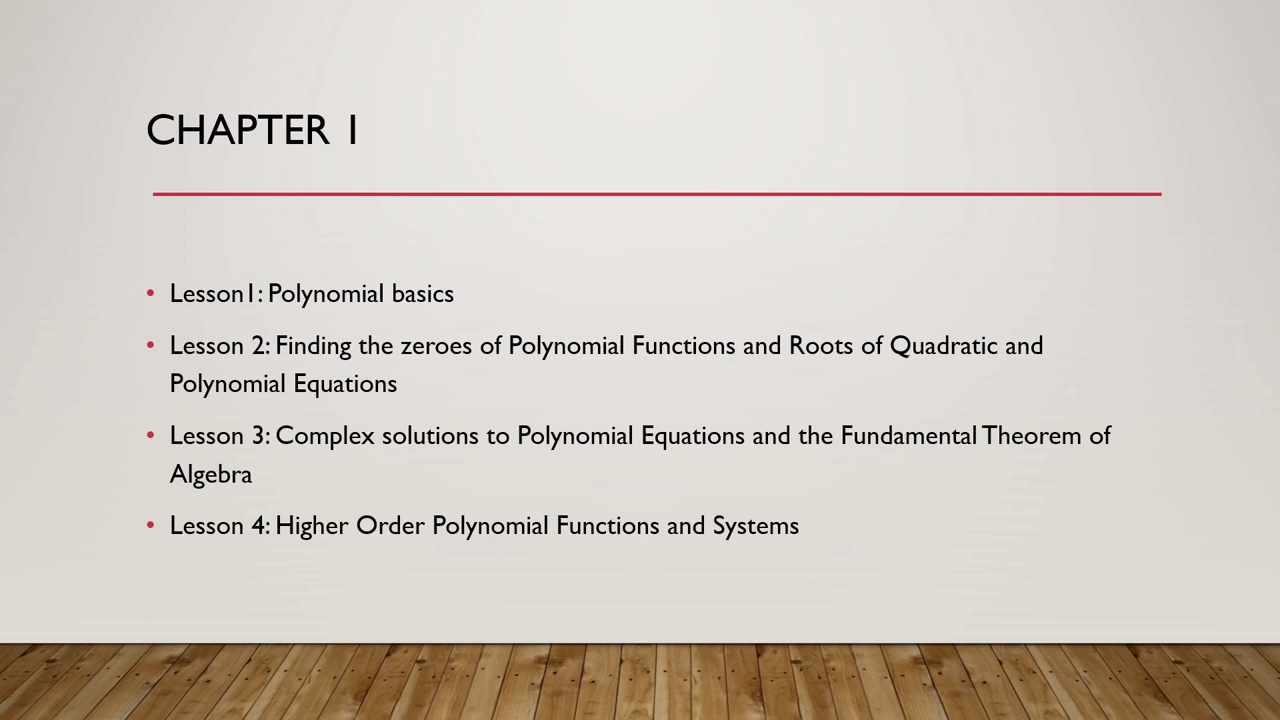 CHAPTER 1
• Lesson1: Polynomial basics
• Lesson 2: Finding the zeroes of Polynomial Functions and Roots of Quadratic and
Polynomial Equations
• Lesson 3: Complex solutions to Polynomial Equations and the Fundamental Theorem of
Algebra
• Lesson 4: Higher Order Polynomial Functions and Systems